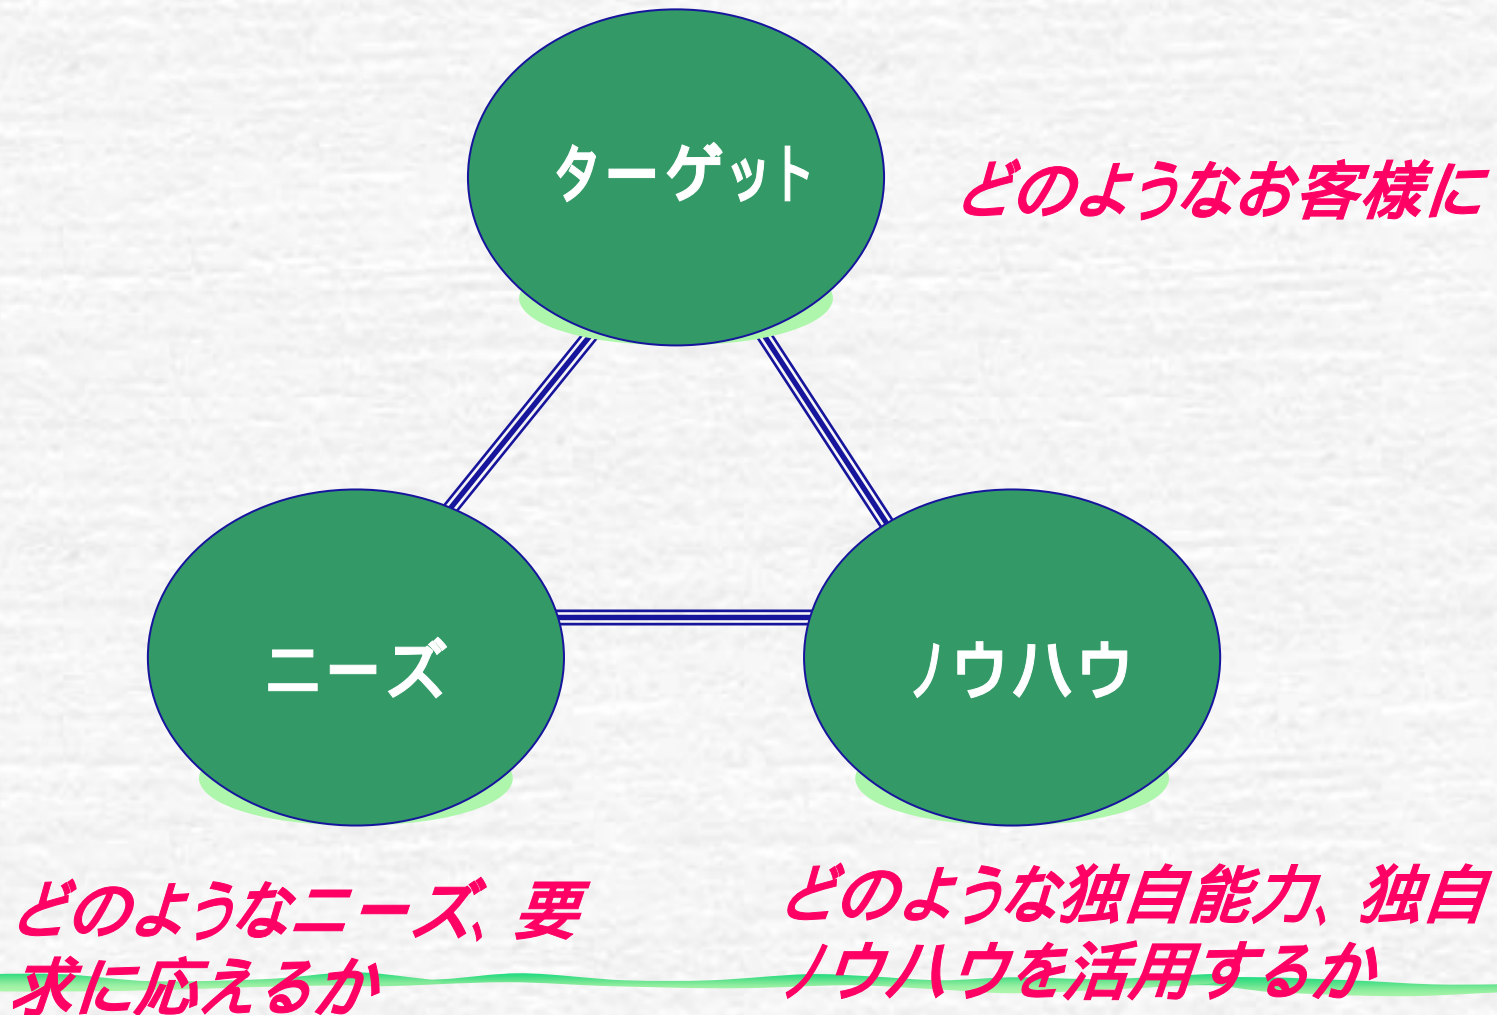 ターゲット
どのようなお客様に
ニーズ
ノウハウ
どのようなニーズ、要
求に応えるか
どのような独自能力、独自
ノウハウを活用するか